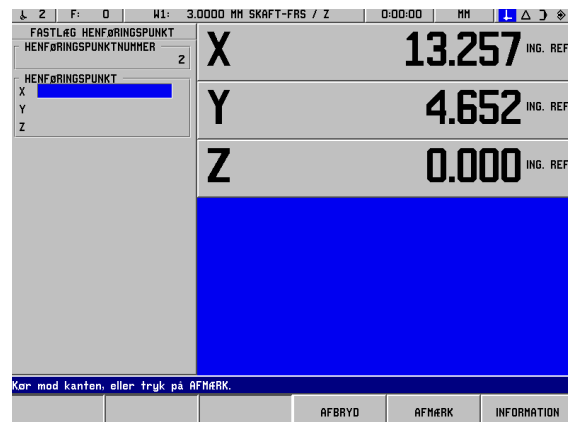 2 F: 0 W1: 3.0000 MM SKAFT-FRS / Z 0:00:00 MM
FASTLÆG HENFØRINGSPUNKT
HENFØRINGSPUNKTNUMMER
2
HENFØRINGSPUNKT
X
Y
Z
X 13.257 ING. REF
Y 4.652 ING. REF
Z 0.000 ING. REF
Kør mod kanten, eller tryk på AFMÆRK.
AFBRYD AFMÆRK INFORMATION